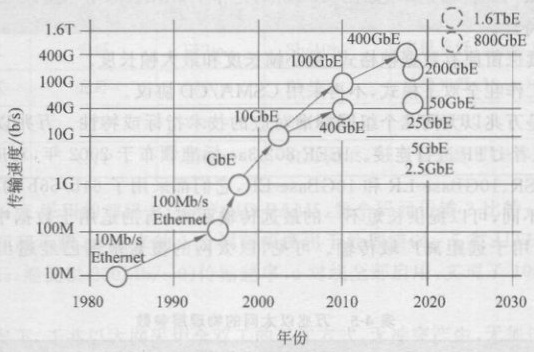 1.6TbE
800GbE
400GbE
100GbE
200GbE
50GbE
40GbE
25GbE
10GbE
5GbE
2.5GbE
GbE
100Mb/s
Ethernet
10Mb/s
Ethernet
传输速度/(b/s)
1.6T
400G
100G
40G
10G
1G
100M
10M
1980
1990
2000
2010
2020
2030
年份